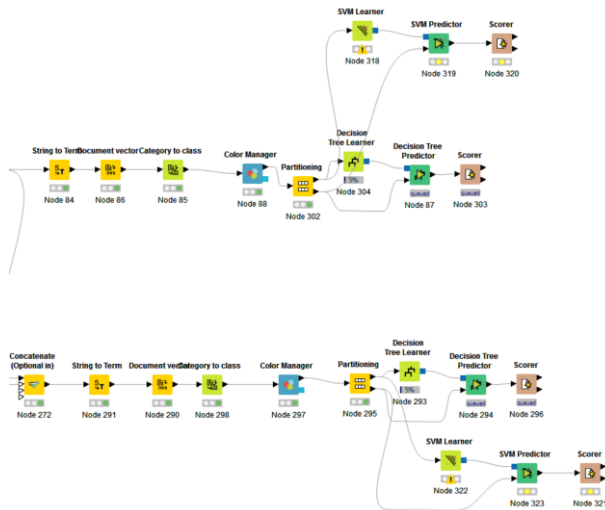 SVM Learner
SVM Predictor
Scorer
Node 318
Node 319
Node 320
String to Term
Document vector
Category to class
Color Manager
Partitioning
Decision
Tree Learner
Decision Tree
Predictor
Scorer
5%
Node 84
Node 86
Node 85
Node 88
Node 302
Node 304
Node 87
Node 303
Concatenate
(Optional in)
String to Term
Document vector
Category to class
Color Manager
Partitioning
Decision
Tree Learner
Decision Tree
Predictor
Scorer
5%
Node 272
Node 291
Node 290
Node 298
Node 297
Node 295
Node 293
Node 294
Node 296
SVM Learner
SVM Predictor
Scorer
Node 322
Node 323
Node 321